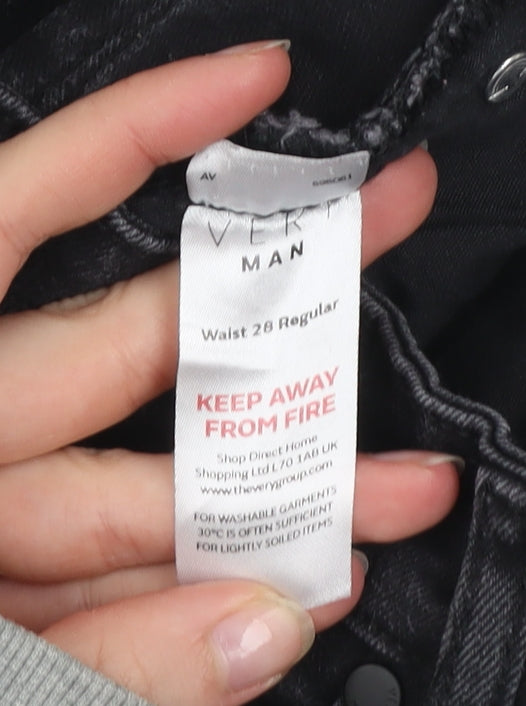 AV
VERY
MAN
Waist 28 Regular
KEEP AWAY
FROM FIRE
Shop Direct Home
Shopping Ltd L70 1AB UK
www.theverygroup.com
FOR WASHABLE GARMENTS
30°C IS OFTEN SUFFICIENT
FOR LIGHTLY SOILED ITEMS